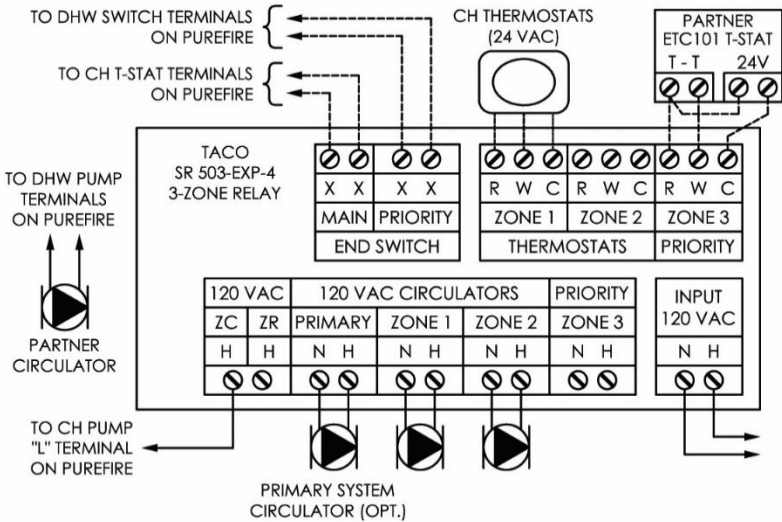 TO DHW SWITCH TERMINALS
ON PUREFIRE
TO CH T-STAT TERMINALS
ON PUREFIRE
CH THERMOSTATS
(24 VAC)
PARTNER
ETC101 T-STAT
T - T 24V
TACO
SR 503-EXP-4
3-ZONE RELAY
X X X X
MAIN PRIORITY
END SWITCH
R W C R W C R W C
ZONE 1 ZONE 2 ZONE 3
THERMOSTATS PRIORITY
TO DHW PUMP
TERMINALS
ON PUREFIRE
PARTNER
CIRCULATOR
120 VAC 120 VAC CIRCULATORS PRIORITY
ZC ZR PRIMARY ZONE 1 ZONE 2 ZONE 3
H H N H N H N H N H
INPUT
120 VAC
N H
TO CH PUMP
"L" TERMINAL
ON PUREFIRE
PRIMARY SYSTEM
CIRCULATOR (OPT.)